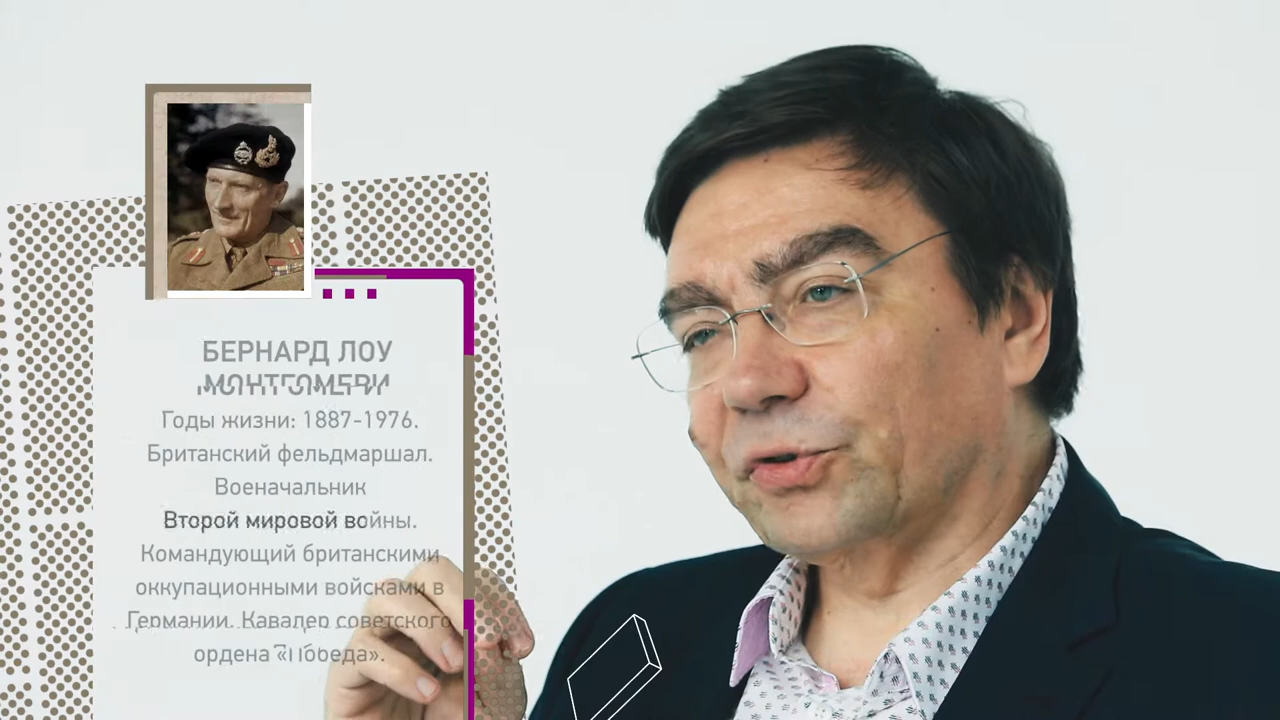 БЕРНАРД ЛОУ
МОНТГОМЕРИ
Годы жизни: 1887-1976.
Британский фельдмаршал.
Военачальник
Второй мировой войны.
Командующий британскими
оккупационными войсками в
Германии. Кавалер советского
ордена «Победа».